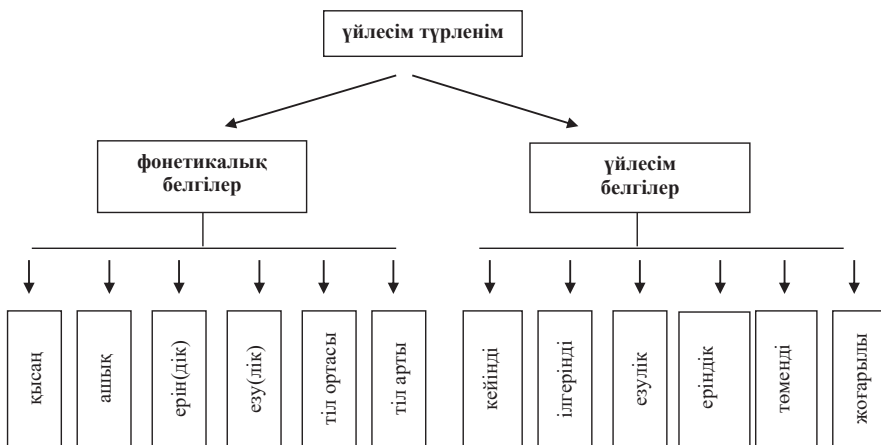 үйлесім түрленім
фонетикалық
белгілер
үйлесім
белгілер
қысаң
ашық
ерін(дік)
езу(лік)
тіл ортасы
тіл арты
кейінді
ілгерінді
езулік
еріндік
төменді
жоғарылы